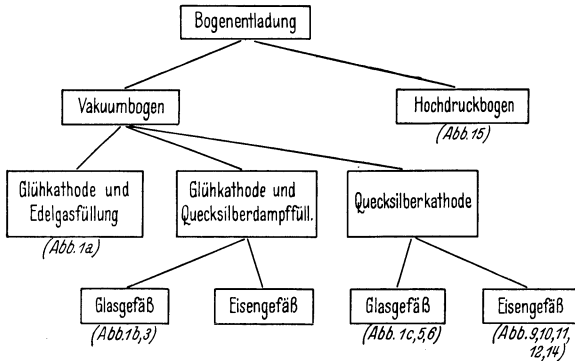 Bogenentladung
Vakuumbogen
Hochdruckbogen
(Abb.15)
Glühkathode und
Edelgasfüllung
(Abb.1a)
Glühkathode und
Quecksilberdampffüll.
Quecksilberkathode
Glasgefäß
(Abb.1b,3)
Eisengefäß
Glasgefäß
(Abb. 1c,5,6)
Eisengefäß
(Abb.9,10,11,
12,14)